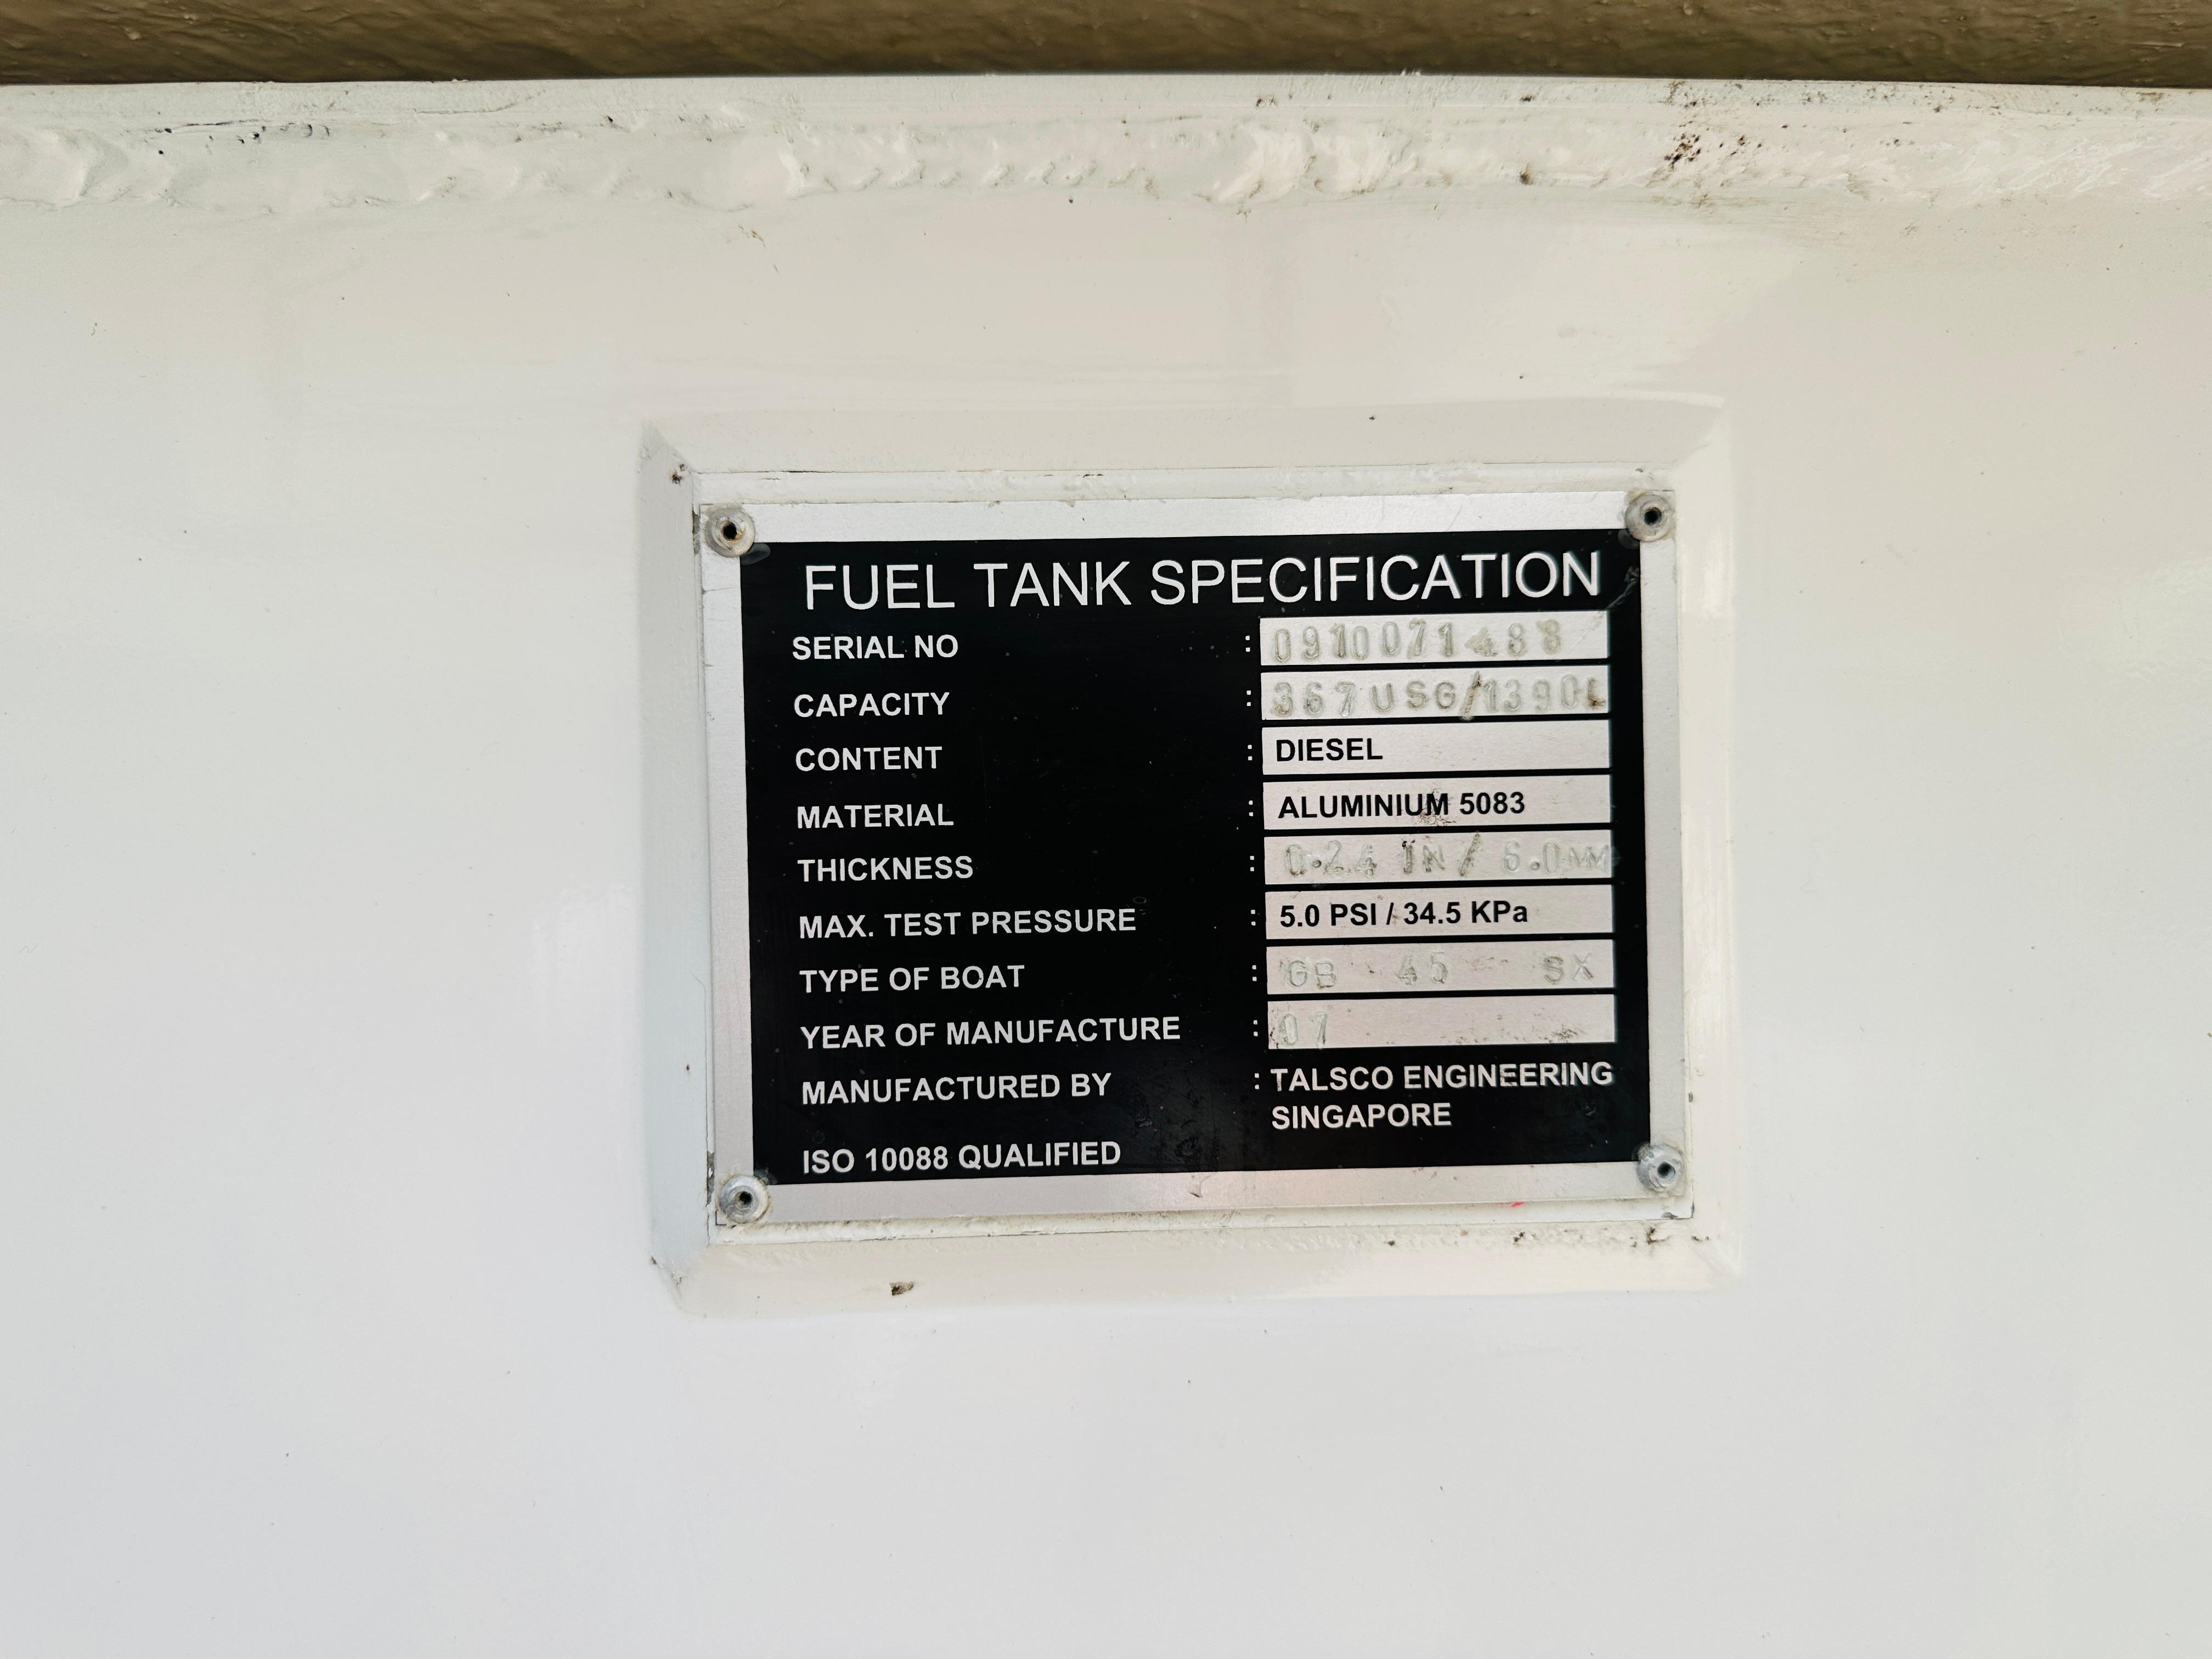 FUEL TANK SPECIFICATION
SERIAL NO : 0910071488
CAPACITY : 367USG/1390L
CONTENT : DIESEL
MATERIAL : ALUMINIUM 5083
THICKNESS : 0.24 IN / 6.0MM
MAX. TEST PRESSURE : 5.0 PSI / 34.5 KPa
TYPE OF BOAT : GB 45 SX
YEAR OF MANUFACTURE : 07
MANUFACTURED BY : TALSCO ENGINEERING
SINGAPORE
ISO 10088 QUALIFIED